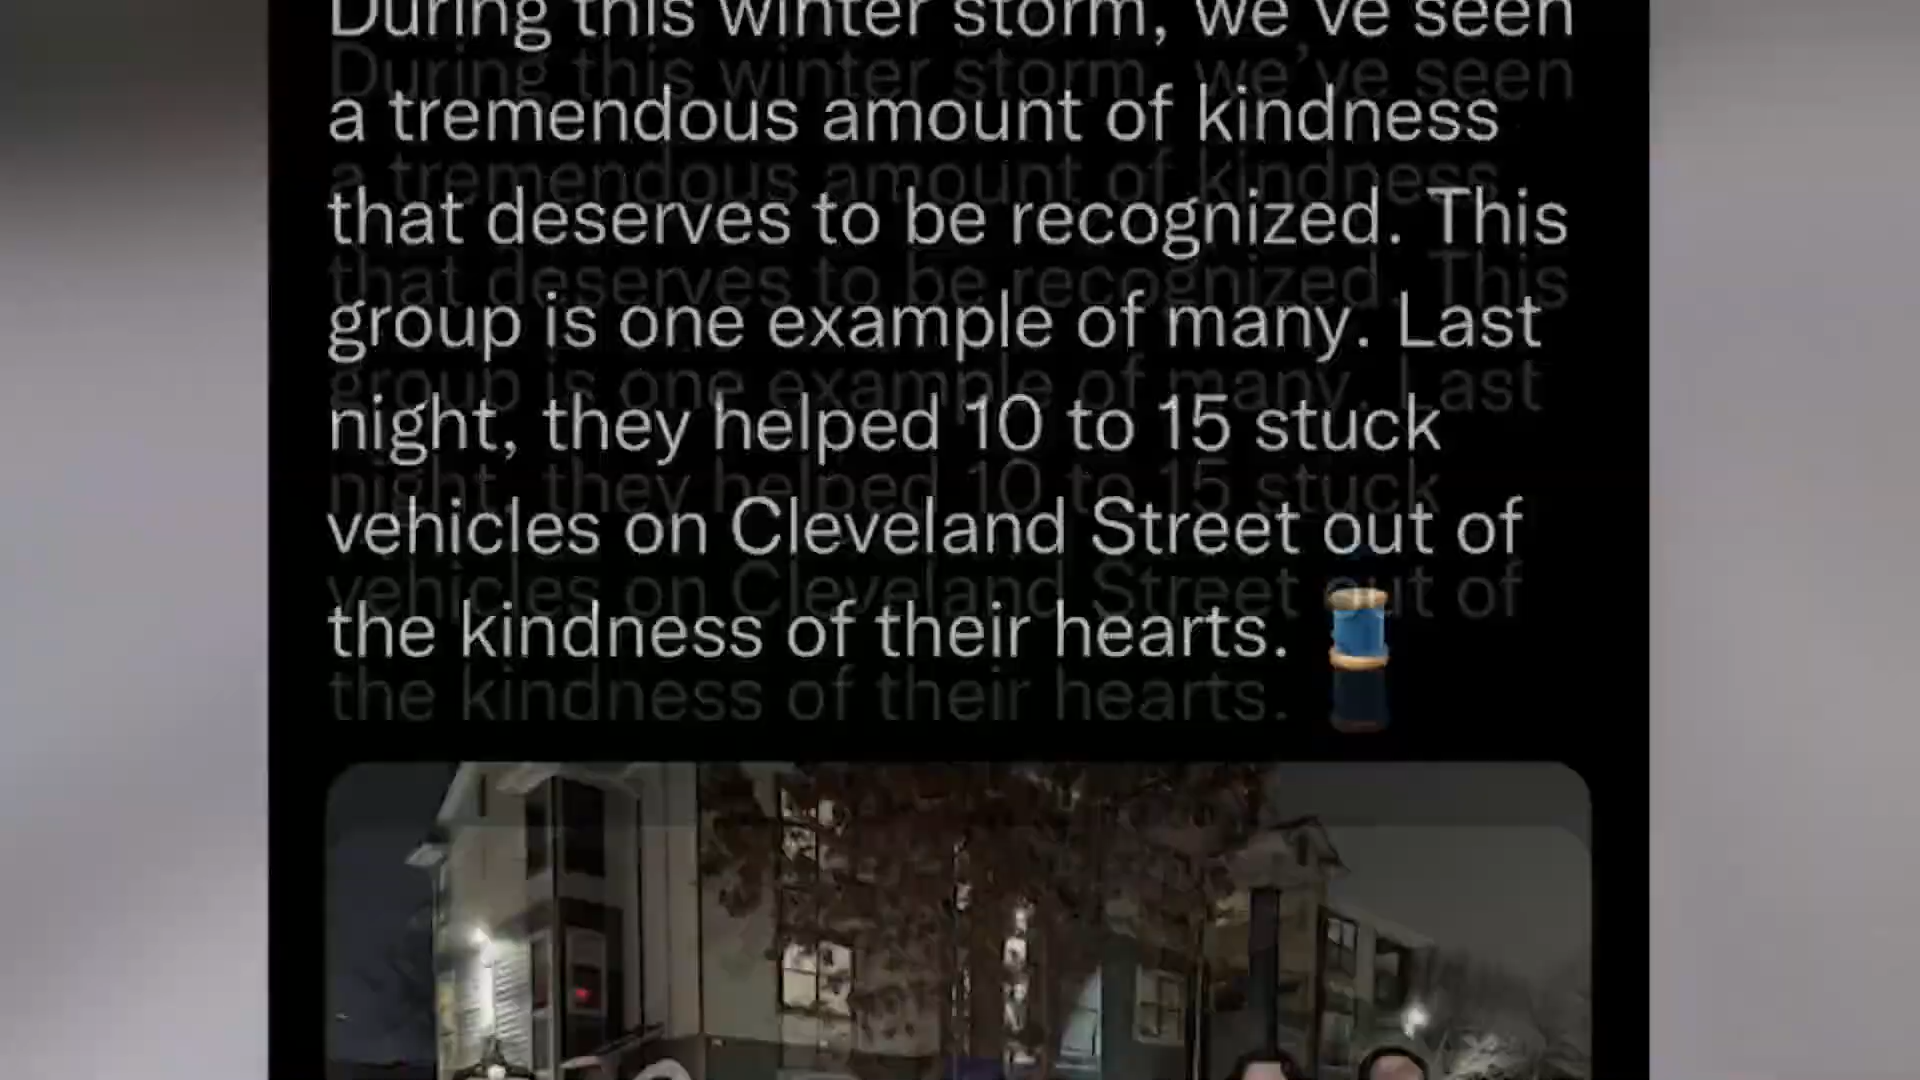 During this winter storm, we've seen
a tremendous amount of kindness
that deserves to be recognized. This
group is one example of many. Last
night, they helped 10 to 15 stuck
vehicles on Cleveland Street out of
the kindness of their hearts.